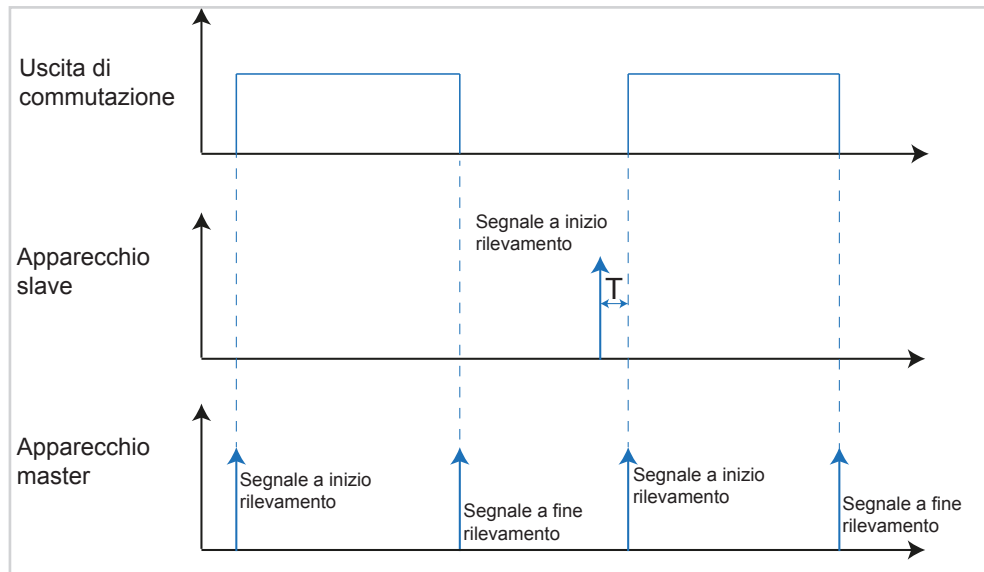 Uscita di
commutazione
Segnale a inizio
rilevamento
Apparecchio
slave
T
Apparecchio
master
Segnale a inizio
rilevamento
Segnale a fine
rilevamento
Segnale a inizio
rilevamento
Segnale a fine
rilevamento